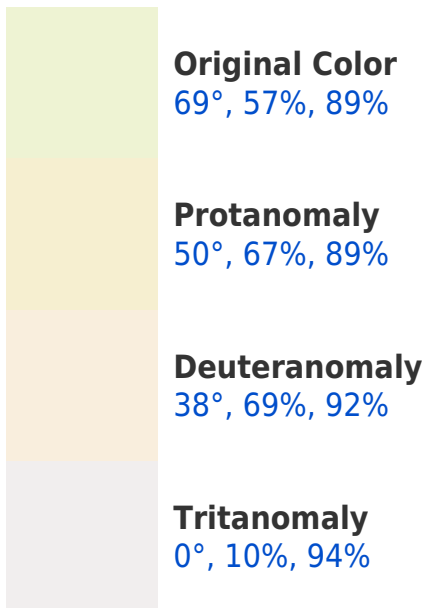 Original Color
69°, 57%, 89%
Protanomaly
50°, 67%, 89%
Deuteranomaly
38°, 69%, 92%
Tritanomaly
0°, 10%, 94%